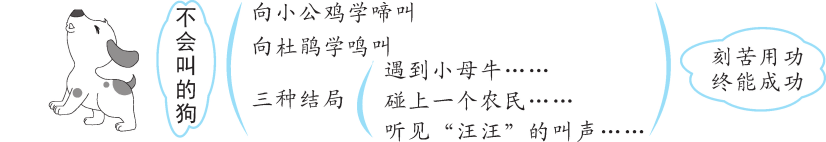 不会叫的狗
向小公鸡学啼叫
向杜鹃学鸣叫
三种结局
遇到小母牛……
碰上一个农民……
听见“汪汪”的叫声……
刻苦用功
终能成功